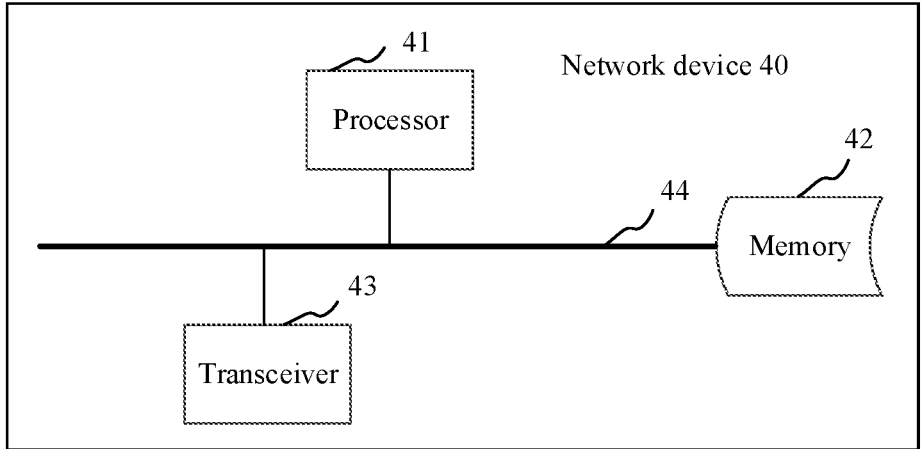 41
Network device 40
Processor
42
44
Memory
43
Transceiver